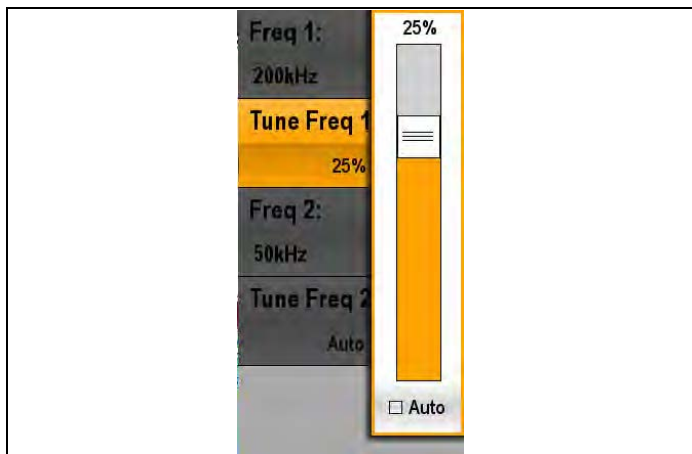 Freq 1:
200kHz
Tune Freq 1
25%
Freq 2:
50kHz
Tune Freq 2
Auto
25%
Auto